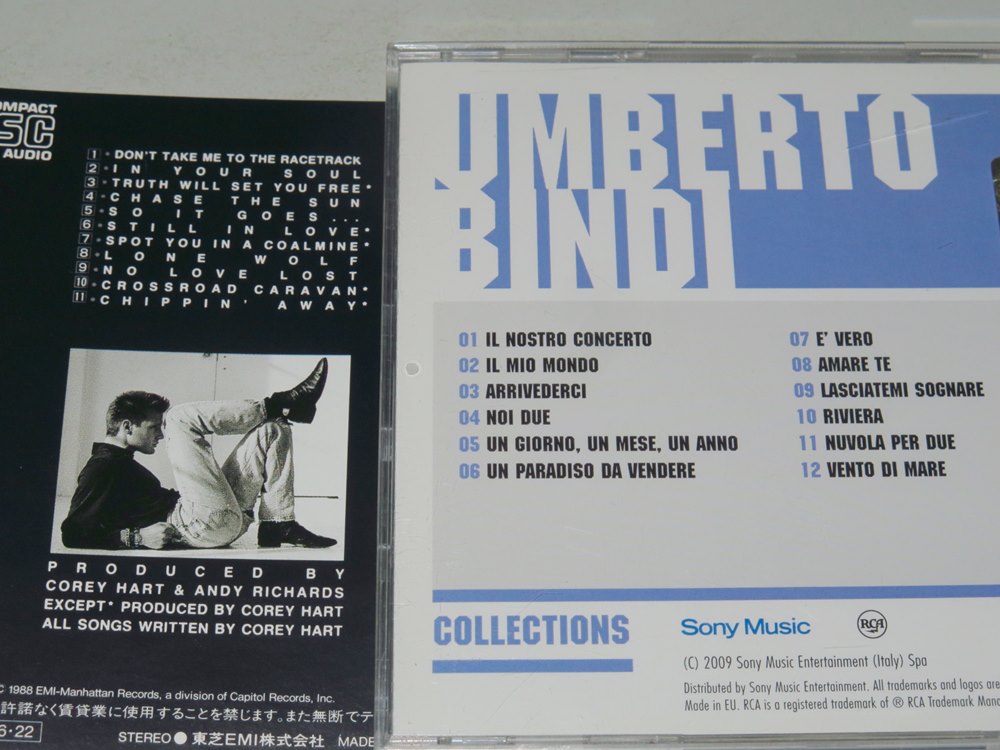 COMPACT
DISC
AUDIO
1 • DON'T TAKE ME TO THE RACETRACK
2 • IN YOUR SOUL
3 • TRUTH WILL SET YOU FREE*
4 CHASE THE SUN
5 • SO IT GOES...
6 • STILL IN LOVE*
7 • SPOT YOU IN A COALMINE*
8 • LONE WOLF
9 • NO LOVE LOST
10 • CROSSROAD CARAVAN*
11 • CHIPPIN' AWAY*
PRODUCED BY
COREY HART & ANDY RICHARDS
EXCEPT* PRODUCED BY COREY HART
ALL SONGS WRITTEN BY COREY HART
© 1988 EMI-Manhattan Records, a division of Capitol Records, Inc.
許諾なく賃貸業に使用することを禁じます。また無断でテ
6・22
STEREO ● 東芝EMI株式会社 MADE
UMBERTO
BINDI
01 IL NOSTRO CONCERTO
02 IL MIO MONDO
03 ARRIVEDERCI
04 NOI DUE
05 UN GIORNO, UN MESE, UN ANNO
06 UN PARADISO DA VENDERE
07 E' VERO
08 AMARE TE
09 LASCIATEMI SOGNARE
10 RIVIERA
11 NUVOLA PER DUE
12 VENTO DI MARE
COLLECTIONS
Sony Music
RCA
(C) 2009 Sony Music Entertainment (Italy) Spa
Distributed by Sony Music Entertainment. All trademarks and logos are
Made in EU. RCA is a registered trademark of ® RCA Trademark Mana